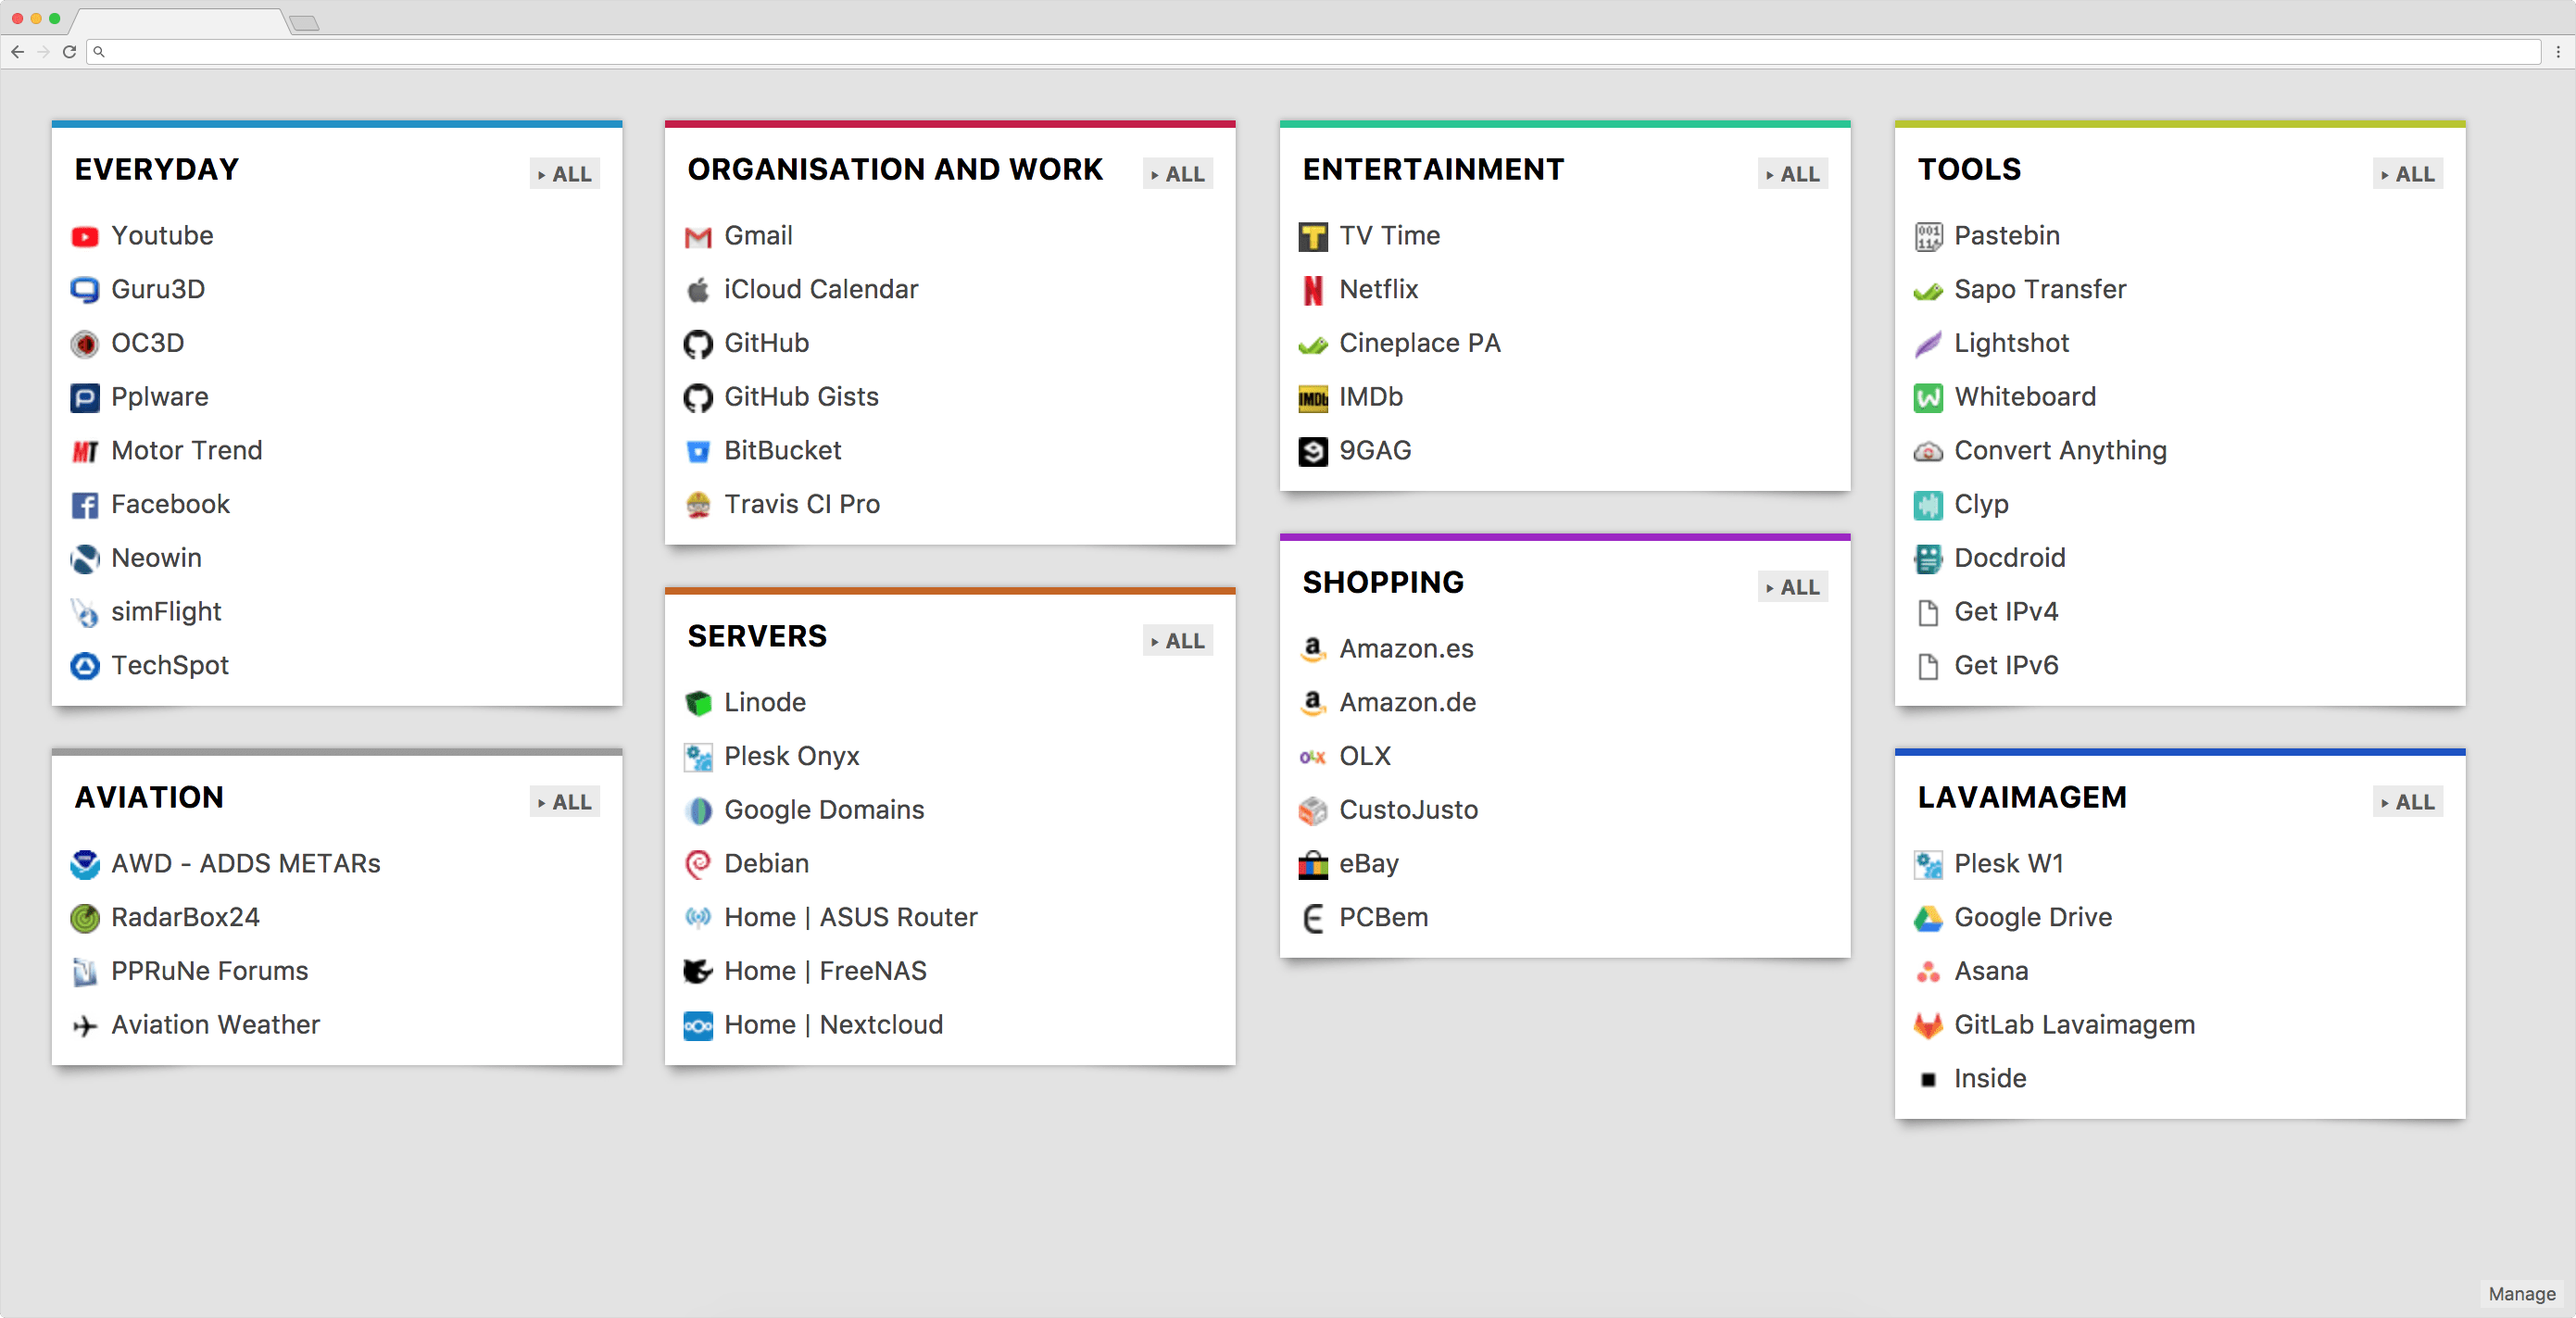 EVERYDAY
ALL
Youtube
Guru3D
OC3D
Pplware
Motor Trend
Facebook
Neowin
simFlight
TechSpot
AVIATION
ALL
AWD - ADDS METARs
RadarBox24
PPRuNe Forums
Aviation Weather
ORGANISATION AND WORK
ALL
Gmail
iCloud Calendar
GitHub
GitHub Gists
BitBucket
Travis CI Pro
SERVERS
ALL
Linode
Plesk Onyx
Google Domains
Debian
Home | ASUS Router
Home | FreeNAS
Home | Nextcloud
ENTERTAINMENT
ALL
TV Time
Netflix
Cineplace PA
IMDb
9GAG
SHOPPING
ALL
Amazon.es
Amazon.de
OLX
CustoJusto
eBay
PCBem
TOOLS
ALL
Pastebin
Sapo Transfer
Lightshot
Whiteboard
Convert Anything
Clyp
Docdroid
Get IPv4
Get IPv6
LAVAIMAGEM
ALL
Plesk W1
Google Drive
Asana
GitLab Lavaimagem
Inside
Manage